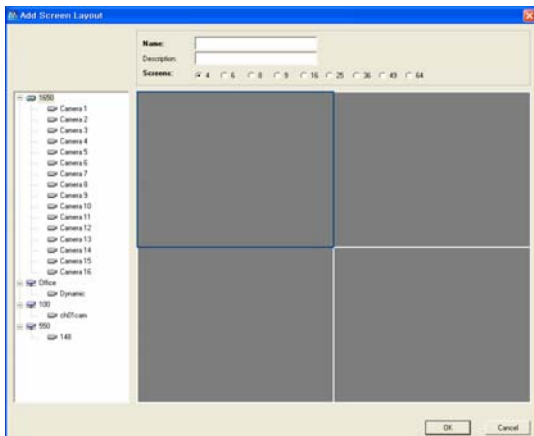 Add Screen Layout
Name:
Description:
Screens: 4 6 8 9 16 25 36 49 64
1650
Camera 1
Camera 2
Camera 3
Camera 4
Camera 5
Camera 6
Camera 7
Camera 8
Camera 9
Camera 10
Camera 11
Camera 12
Camera 13
Camera 14
Camera 15
Camera 16
Office
Dynamic
100
ch01cam
550
148
OK Cancel